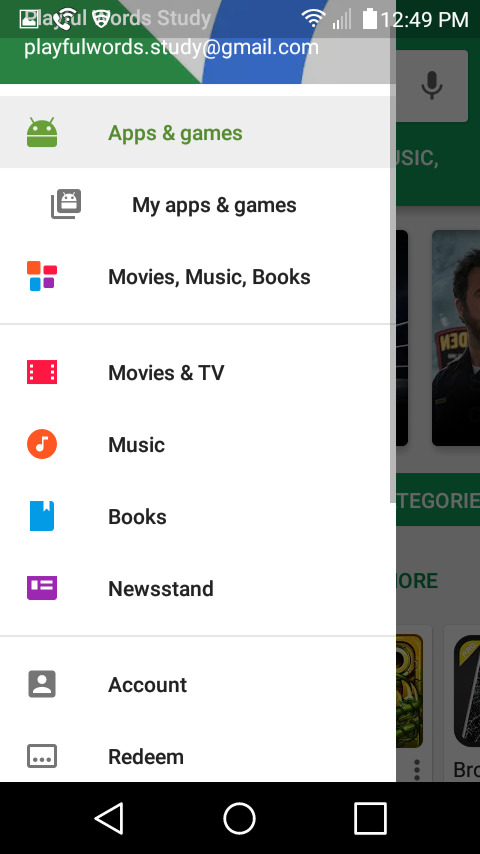 Playful Words Study
12:49 PM
playfulwords.study@gmail.com
Apps & games
My apps & games
Movies, Music, Books
Movies & TV
Music
Books
Newsstand
Account
Redeem
USIC,
TEGORIE
MORE
Bro